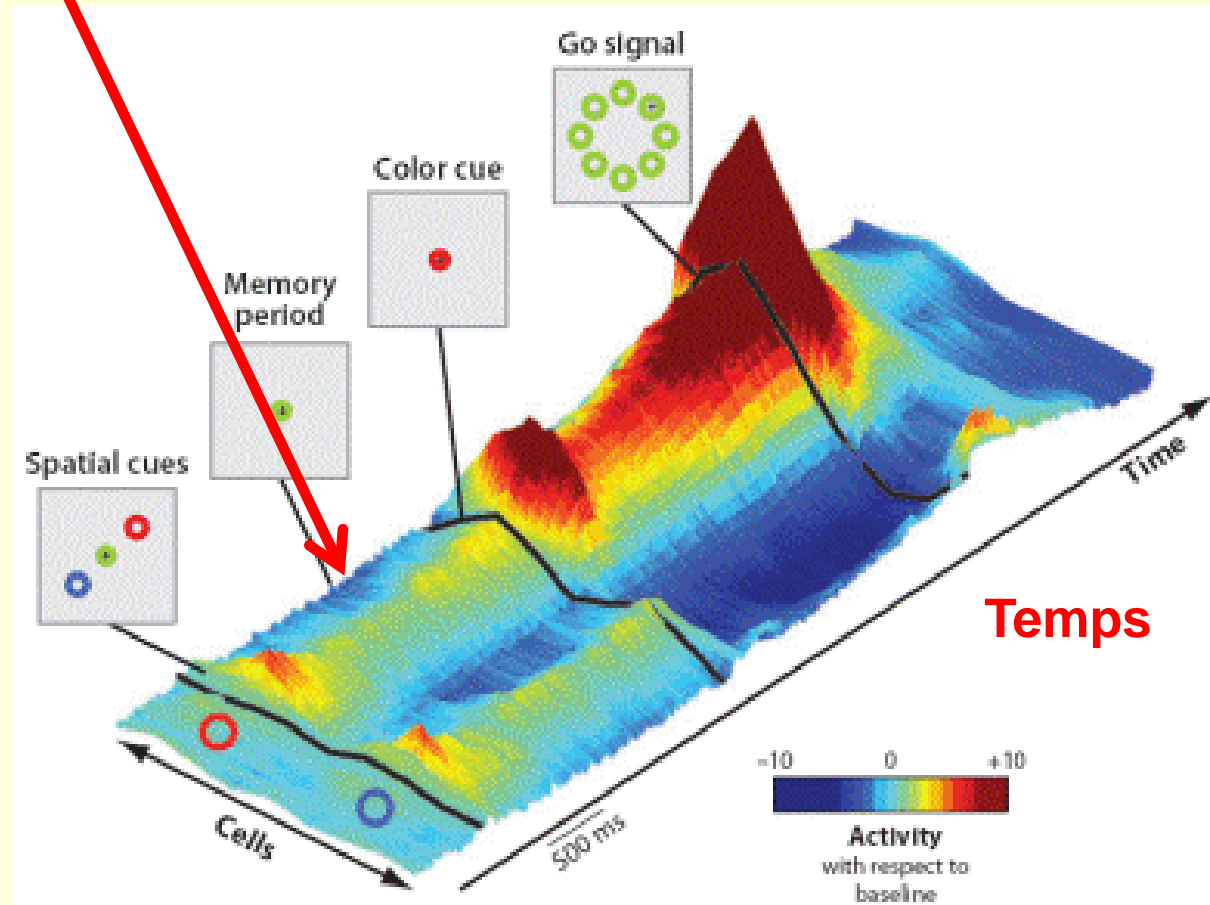 Go signal
Color cue
Memory
period
Spatial cues
Time
Temps
Cells
500 ms
-10 0 +10
Activity
with respect to
baseline